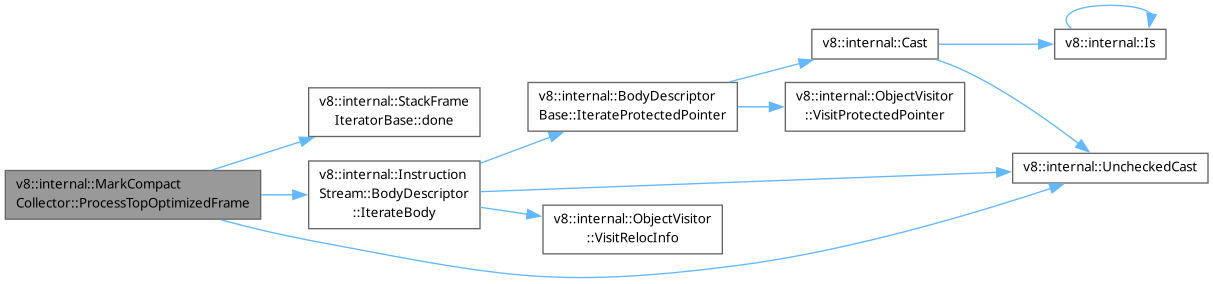 v8::internal::MarkCompact
Collector::ProcessTopOptimizedFrame
v8::internal::StackFrame
IteratorBase::done
v8::internal::Instruction
Stream::BodyDescriptor
::IterateBody
v8::internal::BodyDescriptor
Base::IterateProtectedPointer
v8::internal::ObjectVisitor
::VisitRelocInfo
v8::internal::Cast
v8::internal::ObjectVisitor
::VisitProtectedPointer
v8::internal::Is
v8::internal::UncheckedCast